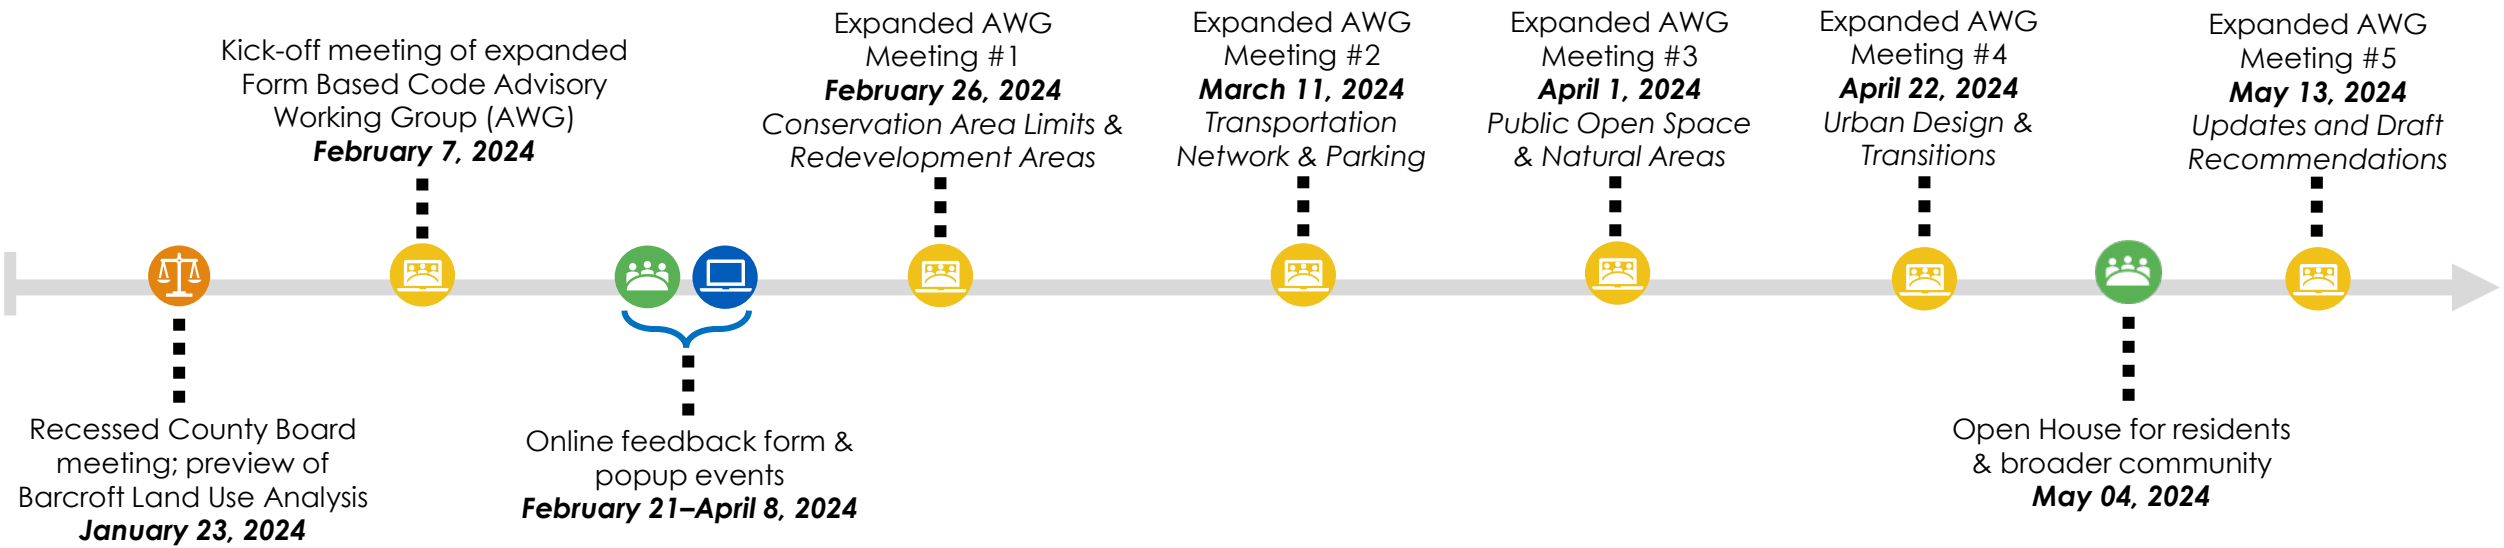 Kick-off meeting of expanded
Form Based Code Advisory
Working Group (AWG)
February 7, 2024
Expanded AWG
Meeting #1
February 26, 2024
Conservation Area Limits &
Redevelopment Areas
Expanded AWG
Meeting #2
March 11, 2024
Transportation
Network & Parking
Expanded AWG
Meeting #3
April 1, 2024
Public Open Space
& Natural Areas
Expanded AWG
Meeting #4
April 22, 2024
Urban Design &
Transitions
Expanded AWG
Meeting #5
May 13, 2024
Updates and Draft
Recommendations
Recessed County Board
meeting; preview of
Barcroft Land Use Analysis
January 23, 2024
Online feedback form &
popup events
February 21–April 8, 2024
Open House for residents
& broader community
May 04, 2024